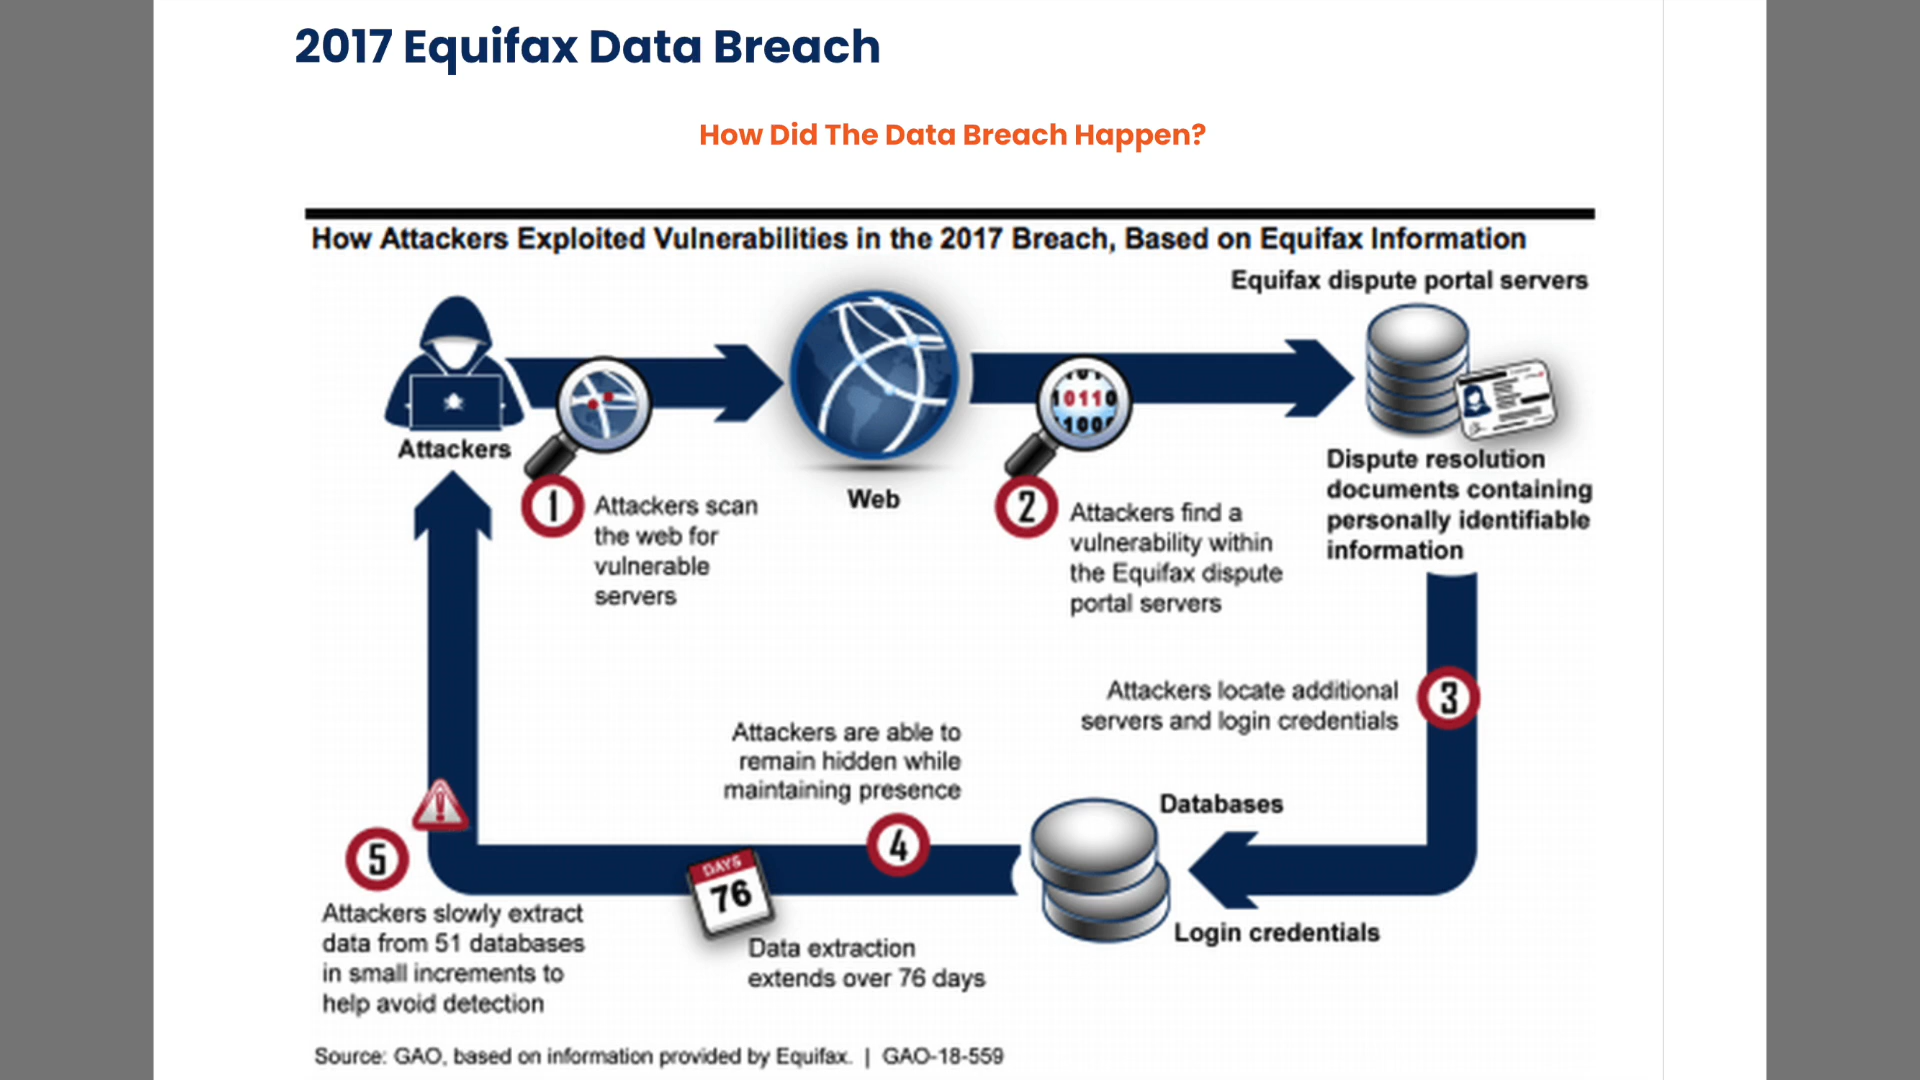 2017 Equifax Data Breach
How Did The Data Breach Happen?
How Attackers Exploited Vulnerabilities in the 2017 Breach, Based on Equifax Information
Equifax dispute portal servers
Attackers
1
Attackers scan
the web for
vulnerable
servers
Web
10110
1100
2
Attackers find a
vulnerability within
the Equifax dispute
portal servers
Dispute resolution
documents containing
personally identifiable
information
3
Attackers locate additional
servers and login credentials
Databases
Login credentials
4
Attackers are able to
remain hidden while
maintaining presence
DAYS
76
Data extraction
extends over 76 days
5
Attackers slowly extract
data from 51 databases
in small increments to
help avoid detection
Source: GAO, based on information provided by Equifax. | GAO-18-559